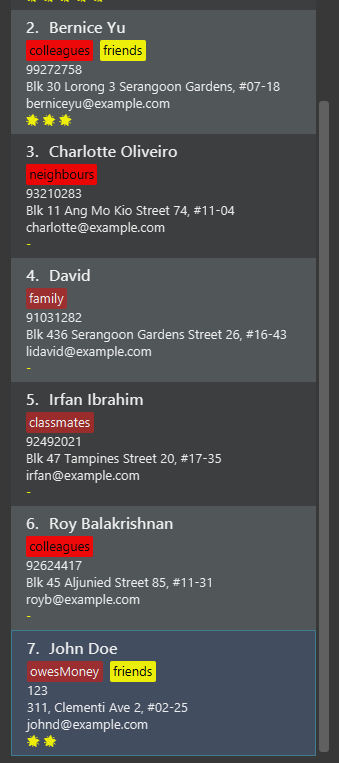 2. Bernice Yu
colleagues friends
99272758
Blk 30 Lorong 3 Serangoon Gardens, #07-18
berniceyu@example.com
3. Charlotte Oliveiro
neighbours
93210283
Blk 11 Ang Mo Kio Street 74, #11-04
charlotte@example.com
-
4. David
family
91031282
Blk 436 Serangoon Gardens Street 26, #16-43
lidavid@example.com
-
5. Irfan Ibrahim
classmates
92492021
Blk 47 Tampines Street 20, #17-35
irfan@example.com
-
6. Roy Balakrishnan
colleagues
92624417
Blk 45 Aljunied Street 85, #11-31
royb@example.com
-
7. John Doe
owesMoney friends
123
311, Clementi Ave 2, #02-25
johnd@example.com